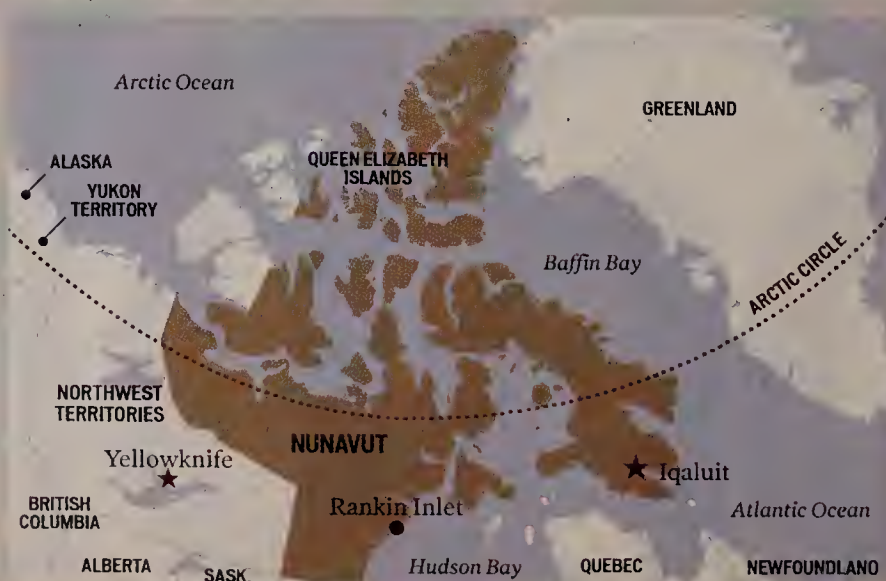 Arctic Ocean
GREENLAND
ALASKA
QUEEN ELIZABETH
ISLANDS
YUKON
TERRITORY
Baffin Bay
ARCTIC CIRCLE
NORTHWEST
TERRITORIES
NUNAVUT
Yellowknife
Iqaluit
BRITISH
COLUMBIA
Rankin Inlet
Atlantic Ocean
ALBERTA
SASK
Hudson Bay
QUEBEC
NEWFOUNDLAND